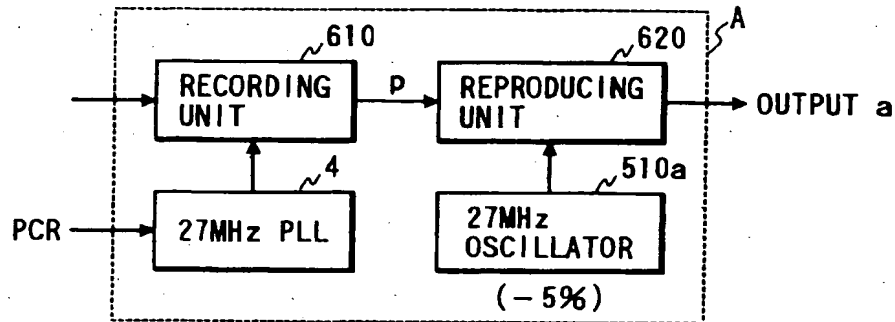 A
610
620
RECORDING
UNIT
p
REPRODUCING
UNIT
OUTPUT a
4
510a
PCR
27MHz PLL
27MHz
OSCILLATOR
(-5%)